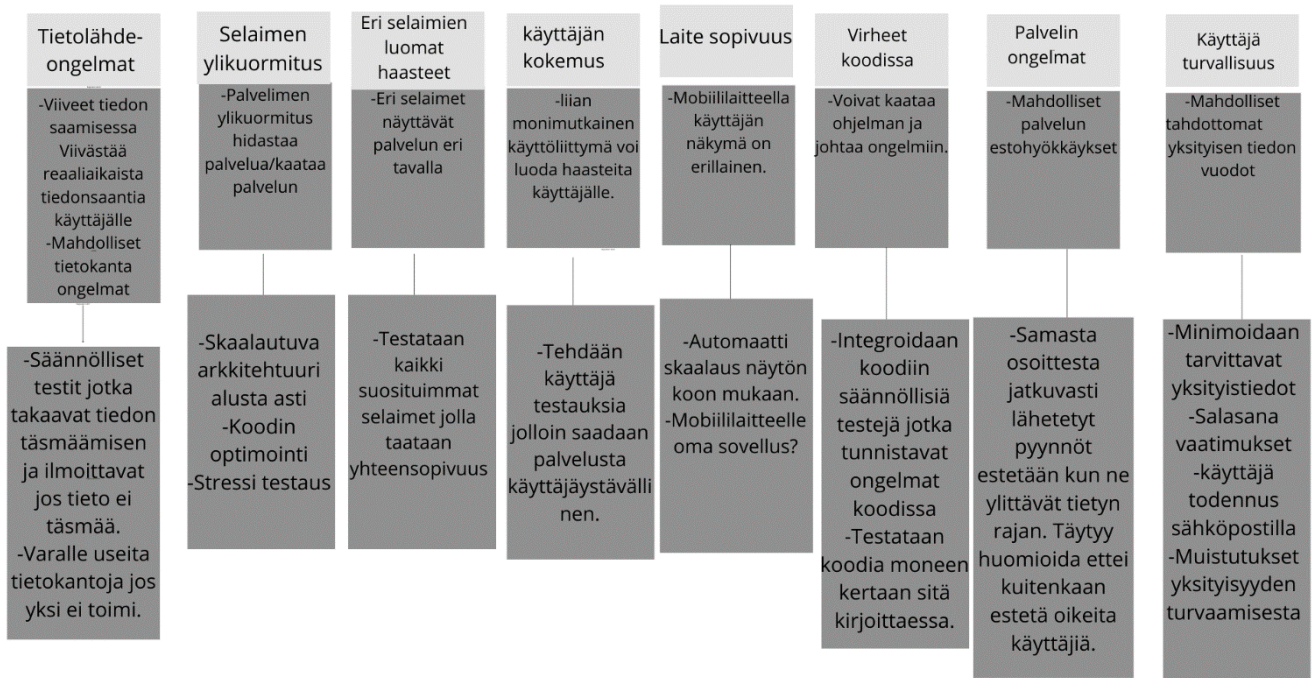 Tietolähde-
ongelmat
-Viiveet tiedon
saamisessa
Viivästää
reaaliaikaista
tiedonsaantia
käyttäjälle
-Mahdolliset
tietokanta
ongelmat
-Säännölliset
testit jotka
takaavat tiedon
täsmäämisen
ja ilmoittavat
jos tieto ei
täsmää.
-Varalle useita
tietokantoja jos
yksi ei toimi.
Selaimen
ylikuormitus
-Palvelimen
ylikuormitus
hidastaa
palvelua/kaataa
palvelun
-Skaalautuva
arkkitehtuuri
alusta asti
-Koodin
optimointi
-Stressi testaus
Eri selaimien
luomat
haasteet
-Eri selaimet
näyttävät
palvelun eri
tavalla
-Testataan
kaikki
suosituimmat
selaimet jolla
taataan
yhteensopivuus
käyttäjän
kokemus
-liian
monimutkainen
käyttöliittymä voi
luoda haasteita
käyttäjälle.
-Tehdään
käyttäjä
testauksia
jolloin saadaan
palvelusta
käyttäjäystävälli
nen.
Laite sopivuus
-Mobiililaitteella
käyttäjän
näkymä on
erillainen.
-Automaatti
skaalaus näytön
koon mukaan.
-Mobiililaitteelle
oma sovellus?
Virheet
koodissa
-Voivat kaataa
ohjelman ja
johtaa ongelmiin.
-Integroidaan
koodiin
säännöllisiä
testejä jotka
tunnistavat
ongelmat
koodissa
-Testataan
koodia moneen
kertaan sitä
kirjoittaessa.
Palvelin
ongelmat
-Mahdolliset
palvelun
estohyökkäykset
-Samasta
osoittesta
jatkuvasti
lähetetyt
pyynnöt
estetään kun ne
ylittävät tietyn
rajan. Täytyy
huomioida ettei
kuitenkaan
estetä oikeita
käyttäjiä.
Käyttäjä
turvallisuus
-Mahdolliset
tahdottomat
yksityisen tiedon
vuodot
-Minimoidaan
tarvittavat
yksityistiedot
-Salasana
vaatimukset
-käyttäjä
todennus
sähköpostilla
-Muistutukset
yksityisyyden
turvaamisesta